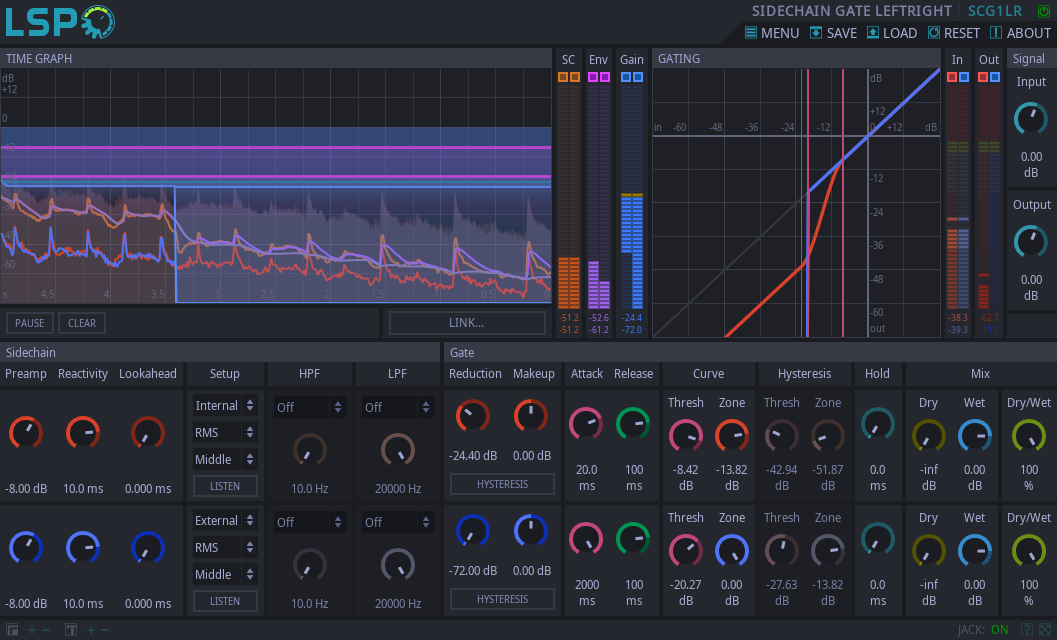 LSP
SIDECHAIN GATE LEFTRIGHT SCG1LR
MENU SAVE LOAD RESET ABOUT
TIME GRAPH
SC Env Gain
GATING
In Out Signal
dB
+12
0
-60
s 4.5 4 3.5 3 2.5 2 1.5 1 0.5 0
PAUSE CLEAR LINK...
-51.2 -52.6 -24.4
-51.2 -61.2 -72.0
in -60 -48 -36 -24 -12 0 +12 dB
dB
+12
-12
-24
-36
-48
-60
out
-38.3 -62.7
-39.3
Input
0.00
dB
Output
0.00
dB
Sidechain
Gate
Preamp Reactivity Lookahead Setup HPF LPF
Reduction Makeup Attack Release Curve Hysteresis Hold Mix
Internal
RMS
Middle
LISTEN
Off
Off
-8.00 dB 10.0 ms 0.000 ms 10.0 Hz 20000 Hz
-24.40 dB 0.00 dB
HYSTERESIS
20.0 ms
100 ms
Thresh Zone Thresh Zone
-8.42 dB
-13.82 dB
-42.94 dB
-51.87 dB
0.0 ms
Dry Wet Dry/Wet
-inf dB
0.00 dB
100 %
External
RMS
Middle
LISTEN
Off
Off
-8.00 dB 10.0 ms 0.000 ms 10.0 Hz 20000 Hz
-72.00 dB 0.00 dB
HYSTERESIS
2000 ms
100 ms
Thresh Zone Thresh Zone
-20.27 dB
0.00 dB
-27.63 dB
-13.82 dB
0.0 ms
Dry Wet Dry/Wet
-inf dB
0.00 dB
100 %
JACK: ON